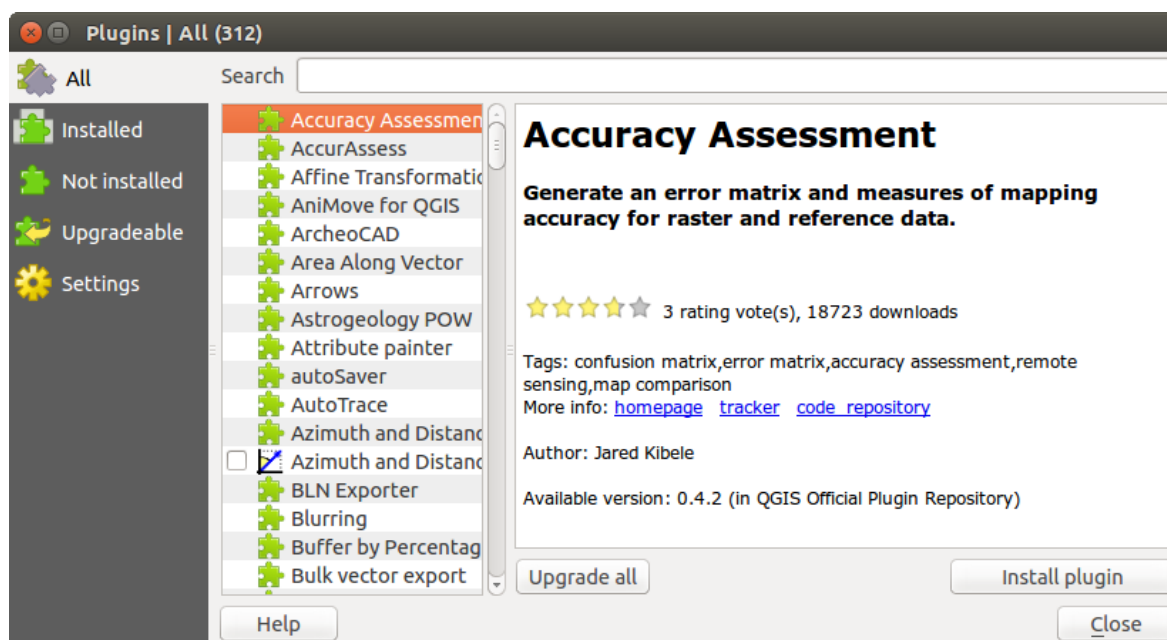 Plugins | All (312)
All
Search
Installed
Not installed
Upgradeable
Settings
Accuracy Assessmen
AccurAssess
Affine Transformatic
AniMove for QGIS
ArcheoCAD
Area Along Vector
Arrows
Astrogeology POW
Attribute painter
autoSaver
AutoTrace
Azimuth and Distanc
Azimuth and Distanc
BLN Exporter
Blurring
Buffer by Percentag
Bulk vector export
Accuracy Assessment
Generate an error matrix and measures of mapping
accuracy for raster and reference data.
3 rating vote(s), 18723 downloads
Tags: confusion matrix,error matrix,accuracy assessment,remote
sensing,map comparison
More info: homepage tracker code repository
Author: Jared Kibele
Available version: 0.4.2 (in QGIS Official Plugin Repository)
Upgrade all
Install plugin
Help
Close